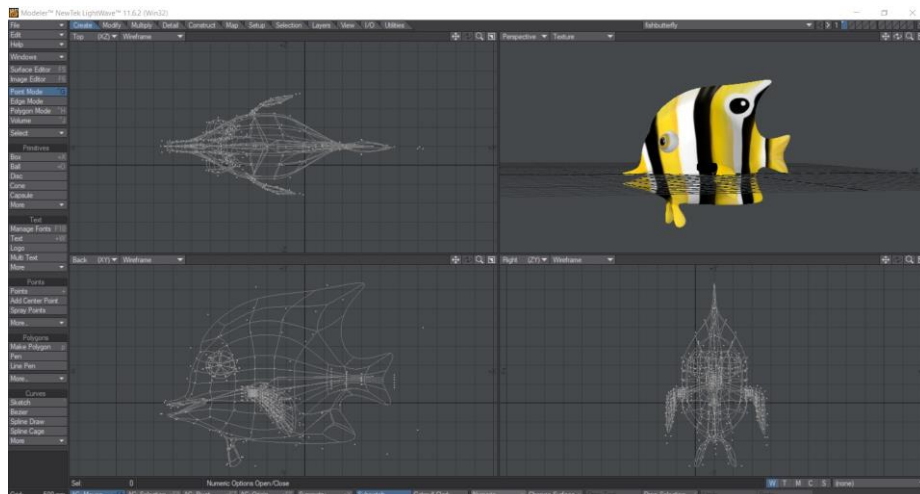 Modeler™ NewTek LightWave™ 11.6.2 (Win32)
File
Create Modify Multiply Detail Construct Map Setup Selection Layers View I/O Utilities
fishbutterfly
Edit
Top (XZ) Wireframe
Perspective Texture
Help
Windows
Surface Editor F5
Image Editor F6
Point Mode
Edge Mode
Polygon Mode ^H
Volume ^J
Select
Primitives
Box +X
Ball +O
Disc
Cone
Capsule
More
Text
Manage Fonts F10
Text +W
Logo
Multi Text
Back (XY) Wireframe
Right (ZY) Wireframe
More
Points
Points +
Add Center Point
Spray Points
More...
Polygons
Make Polygon p
Pen
Line Pen
More...
Curves
Sketch
Bezier
Spline Draw
Spline Cage
More
Sel: 0 Numeric Options Open/Close
W T M C S (none)